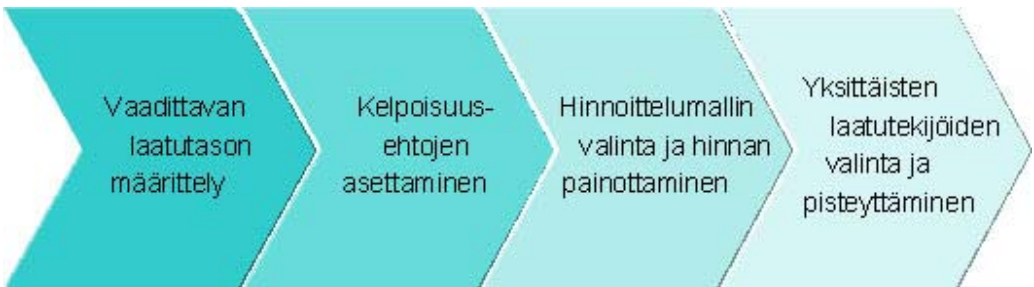 Vaadittavan
laatutason
määrittely
Kelpoisuus-
ehtojen
asettaminen
Hinnoittelumallin
valinta ja hinnan
painottaminen
Yksittäisten
laatutekijöiden
valinta ja
pisteyttäminen